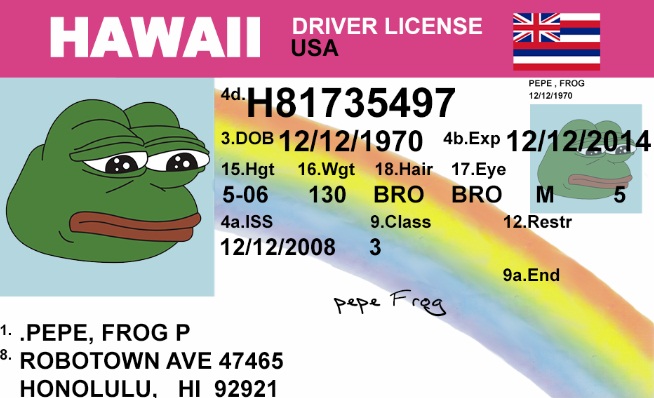 HAWAII DRIVER LICENSE
USA
PEPE , FROG
12/12/1970
4d. H81735497
3.DOB 12/12/1970 4b.Exp 12/12/2014
15.Hgt 16.Wgt 18.Hair 17.Eye
5-06 130 BRO BRO M 5
4a.ISS 9.Class 12.Restr
12/12/2008 3
9a.End
pepe Frog
1. .PEPE, FROG P
8. ROBOTOWN AVE 47465
HONOLULU, HI 92921